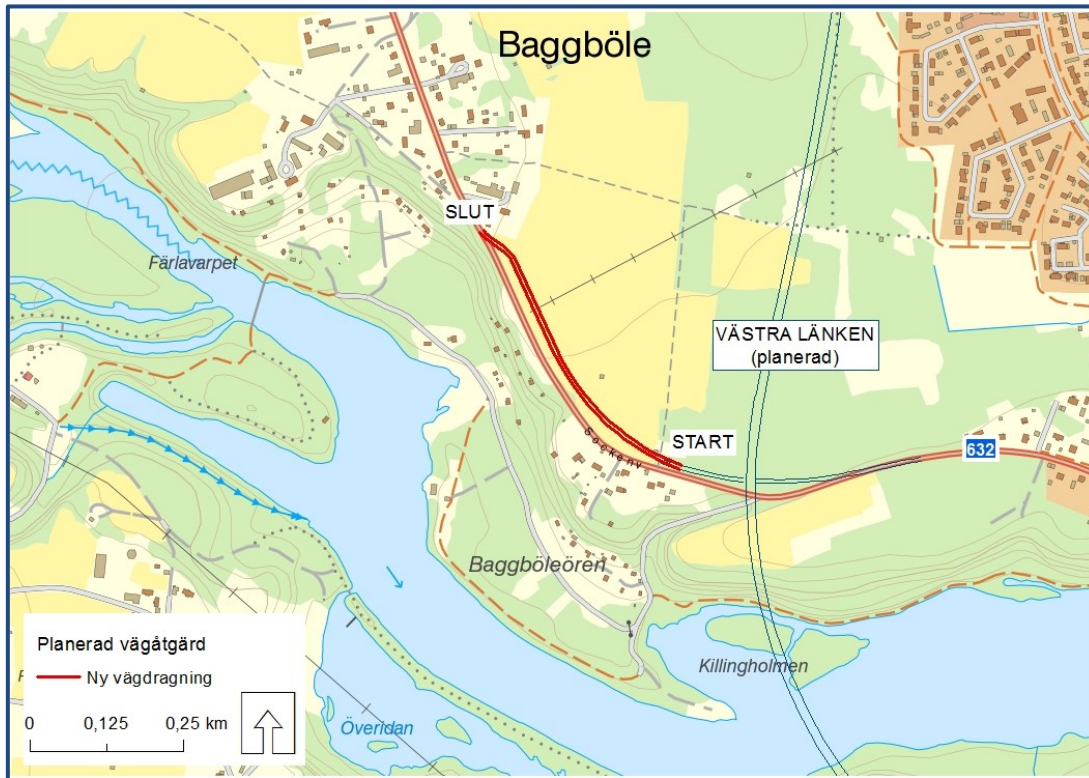 Baggböle
SLUT
Färlavarpet
VÄSTRA LÄNKEN
(planerad)
START
Sockenv
632
Baggböleören
Killingholmen
Planerad vägåtgärd
Ny vägdragning
0 0,125 0,25 km
Överidan